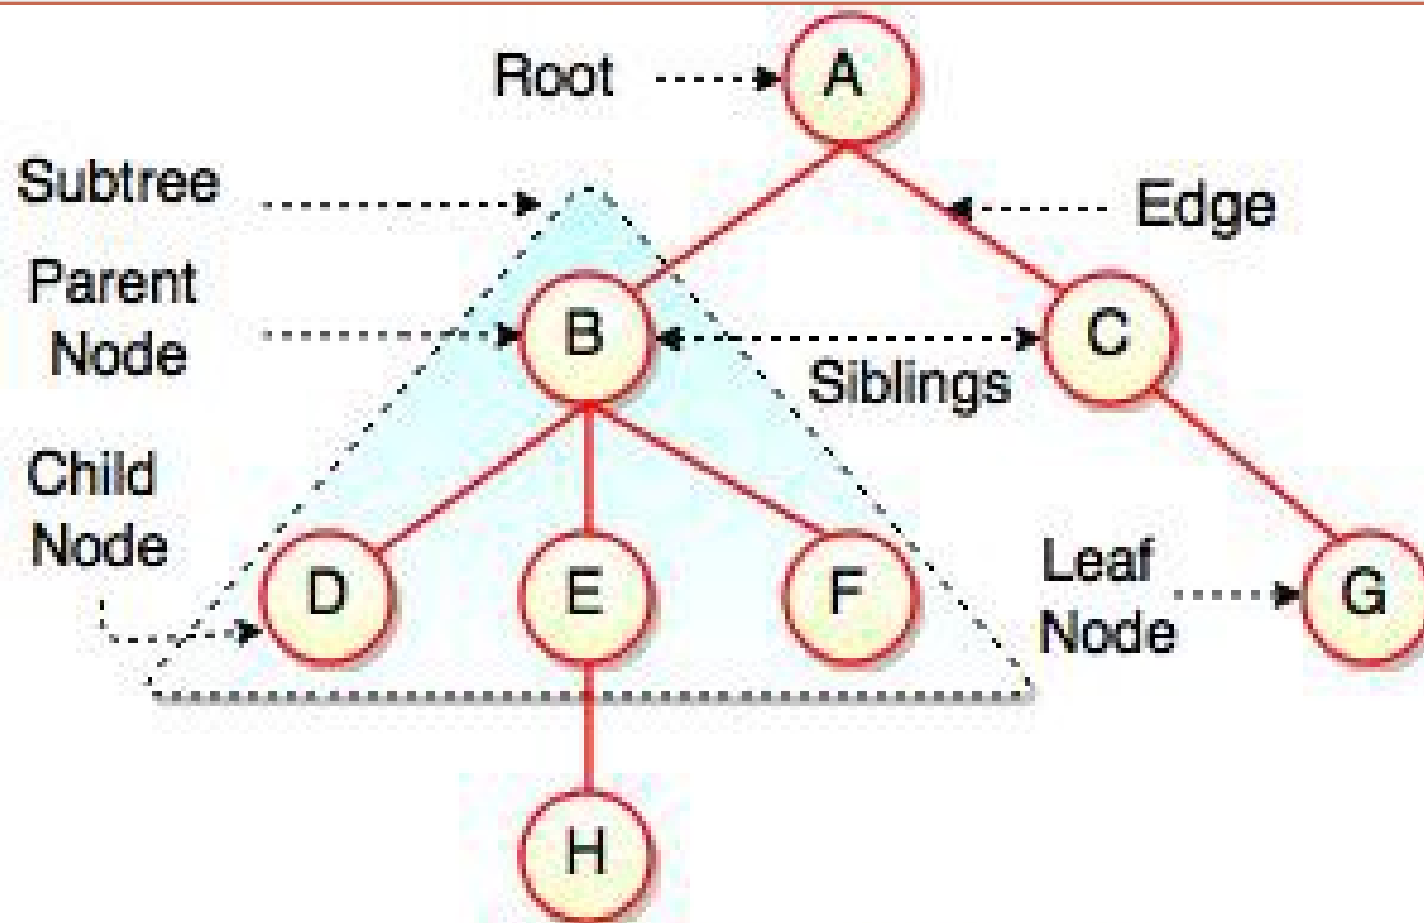 Root
A
Subtree
Edge
Parent
Node
B
C
Siblings
Child
Node
D
E
F
Leaf
Node
G
H